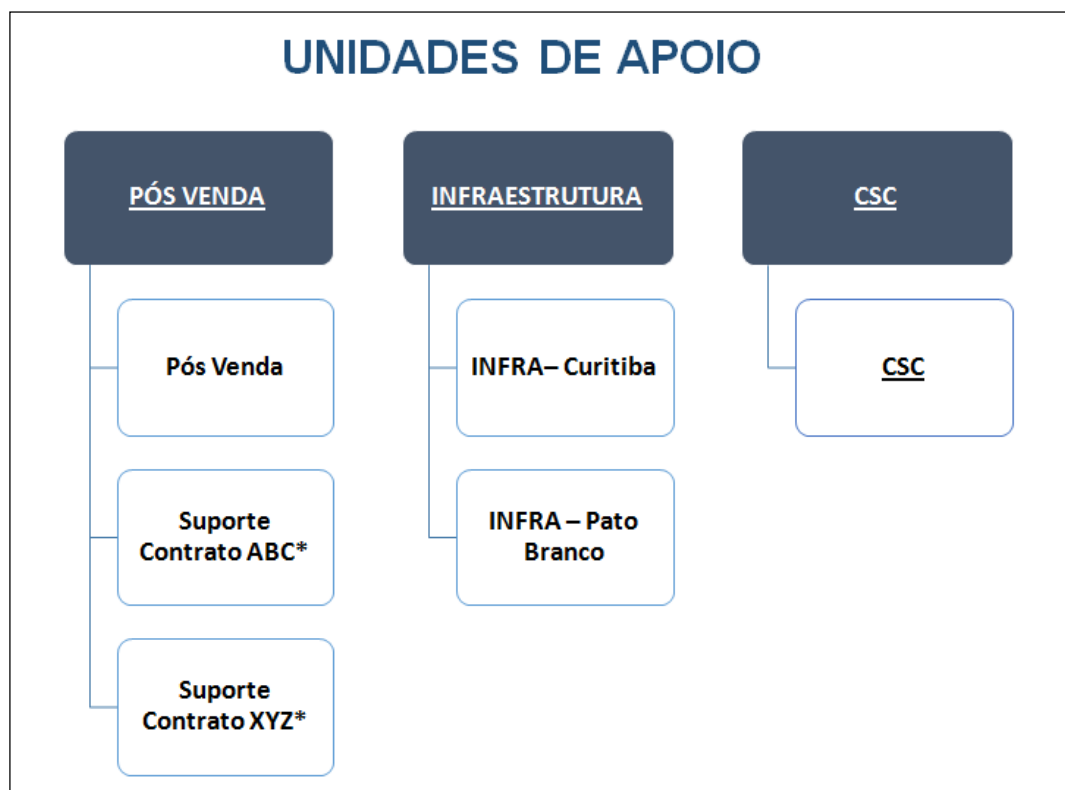 UNIDADES DE APOIO
PÓS VENDA
INFRAESTRUTURA
CSC
Pós Venda
INFRA– Curitiba
CSC
Suporte
Contrato ABC*
INFRA – Pato
Branco
Suporte
Contrato XYZ*